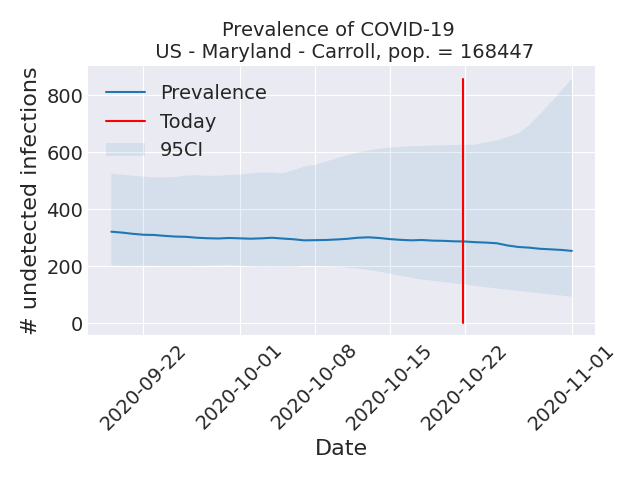 Prevalence of COVID-19
US - Maryland - Carroll, pop. = 168447
# undetected infections
800
600
400
200
0
Prevalence
Today
95CI
2020-09-22
2020-10-01
2020-10-08
2020-10-15
2020-10-22
2020-11-01
Date